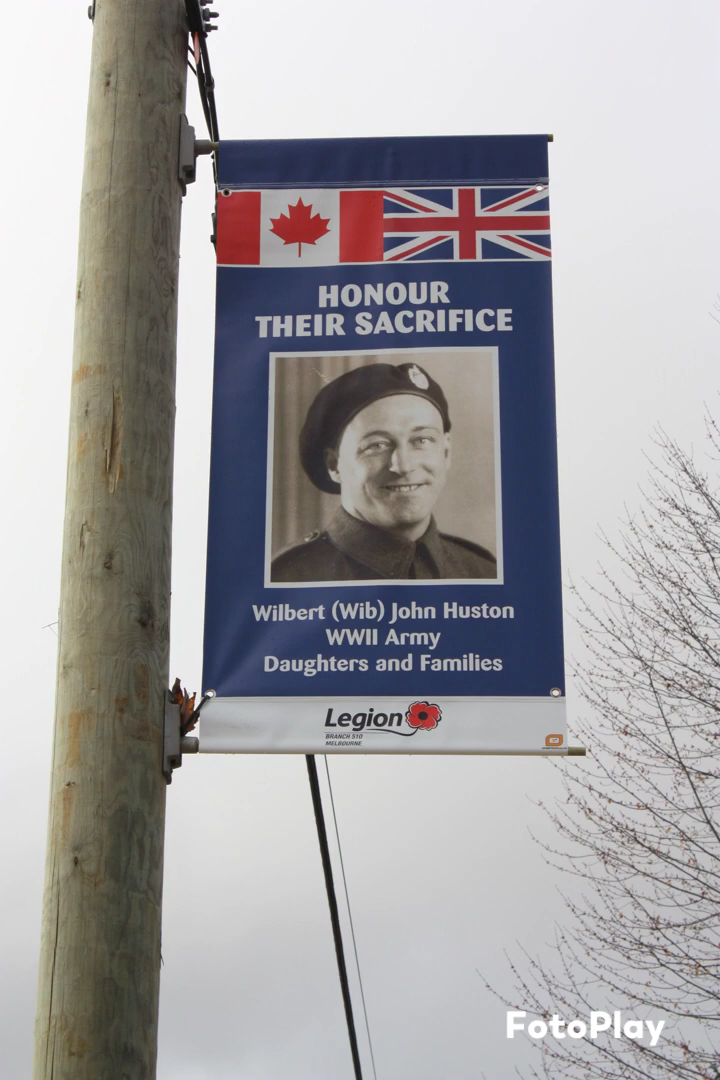 HONOUR
THEIR SACRIFICE
Wilbert (Wib) John Huston
WWII Army
Daughters and Families
Legion
BRANCH 510
MELBOURNE
FotoPlay